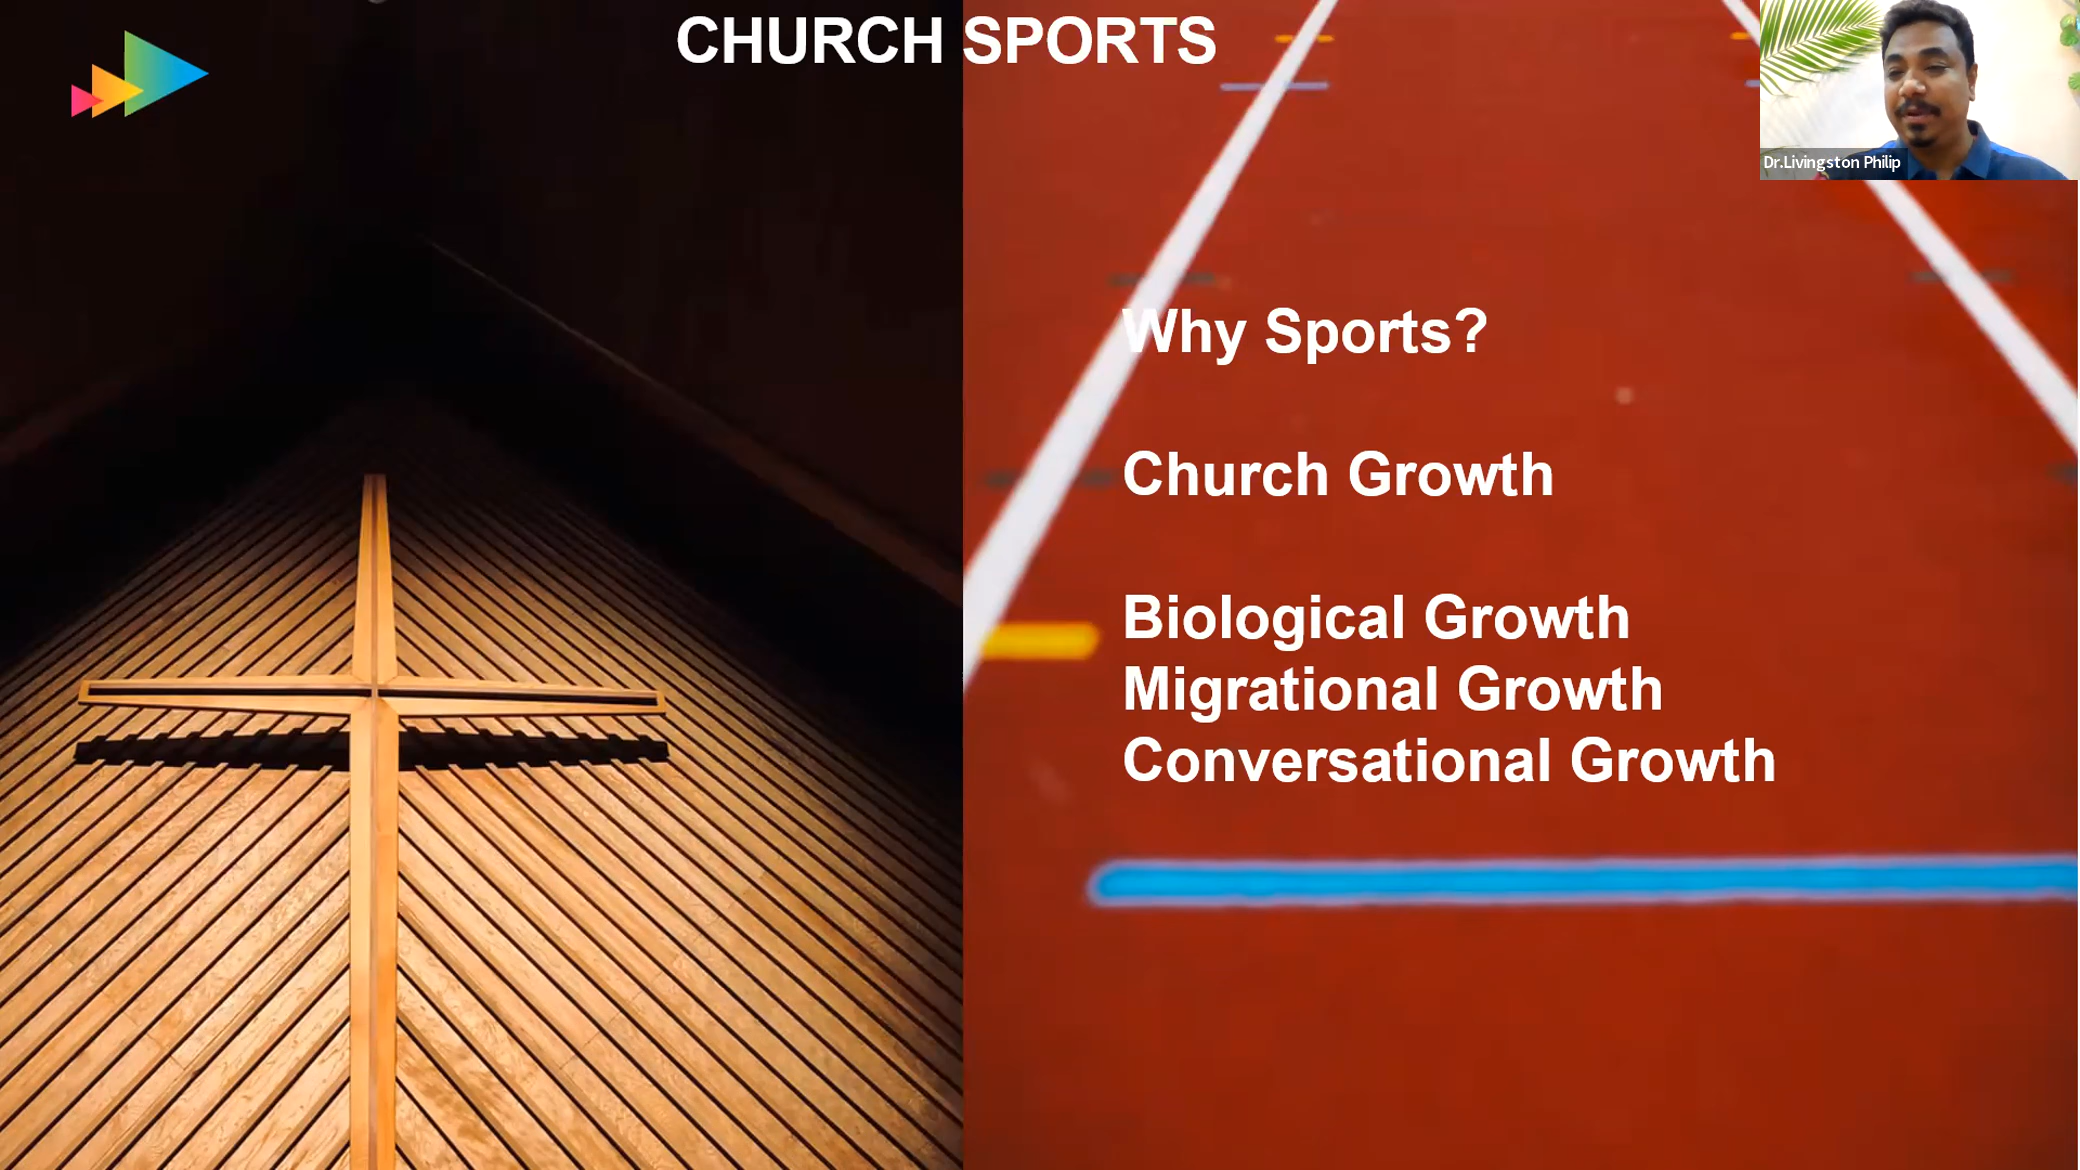 CHURCH SPORTS
Dr.Livingston Philip
Why Sports?
Church Growth
Biological Growth
Migrational Growth
Conversational Growth